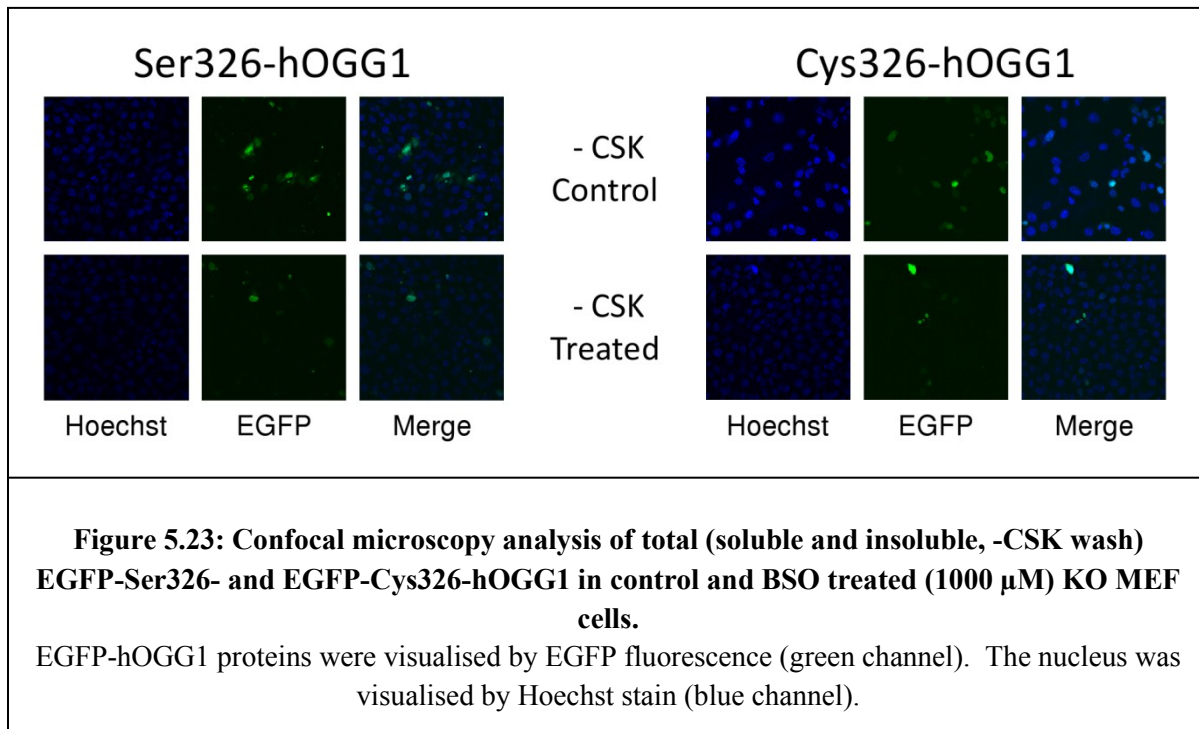 Ser326-hOGG1
Cys326-hOGG1
- CSK
Control
- CSK
Treated
Hoechst EGFP Merge
Hoechst EGFP Merge
Figure 5.23: Confocal microscopy analysis of total (soluble and insoluble, -CSK wash)
EGFP-Ser326- and EGFP-Cys326-hOGG1 in control and BSO treated (1000 µM) KO MEF
cells.
EGFP-hOGG1 proteins were visualised by EGFP fluorescence (green channel). The nucleus was
visualised by Hoechst stain (blue channel).